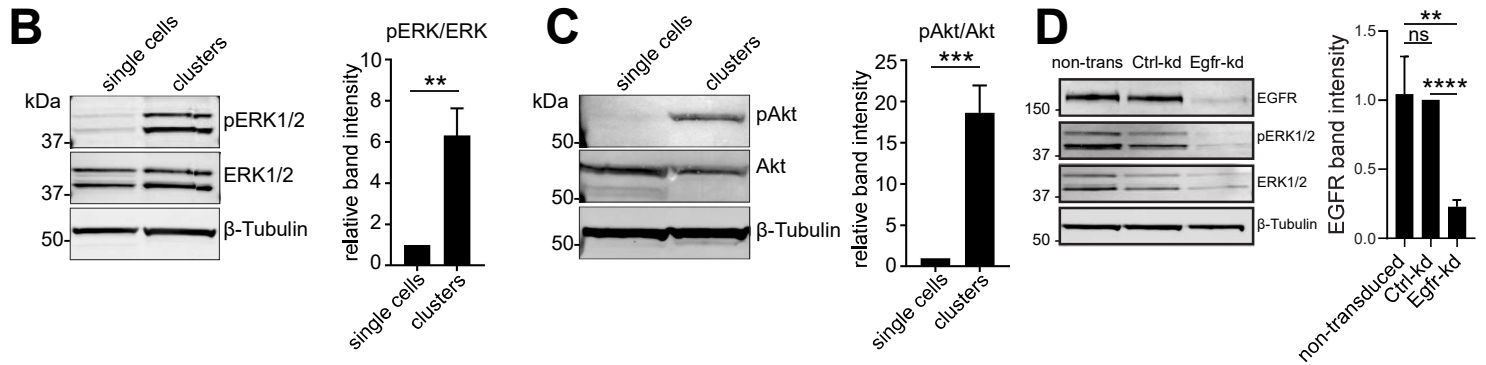 B
single cells
clusters
kDa
37-
pERK1/2
37-
ERK1/2
50-
β-Tubulin
pERK/ERK
relative band intensity
10
8
6
4
2
0
**
single cells
clusters
C
single cells
clusters
kDa
50-
pAkt
50-
Akt
50-
β-Tubulin
pAkt/Akt
relative band intensity
25
20
15
10
5
0
***
single cells
clusters
D
non-trans Ctrl-kd Egfr-kd
150-
EGFR
37-
pERK1/2
37-
ERK1/2
50-
β-Tubulin
EGFR band intensity
1.5
1.0
0.5
0.0
**
ns
****
non-transduced
Ctrl-kd
Egfr-kd